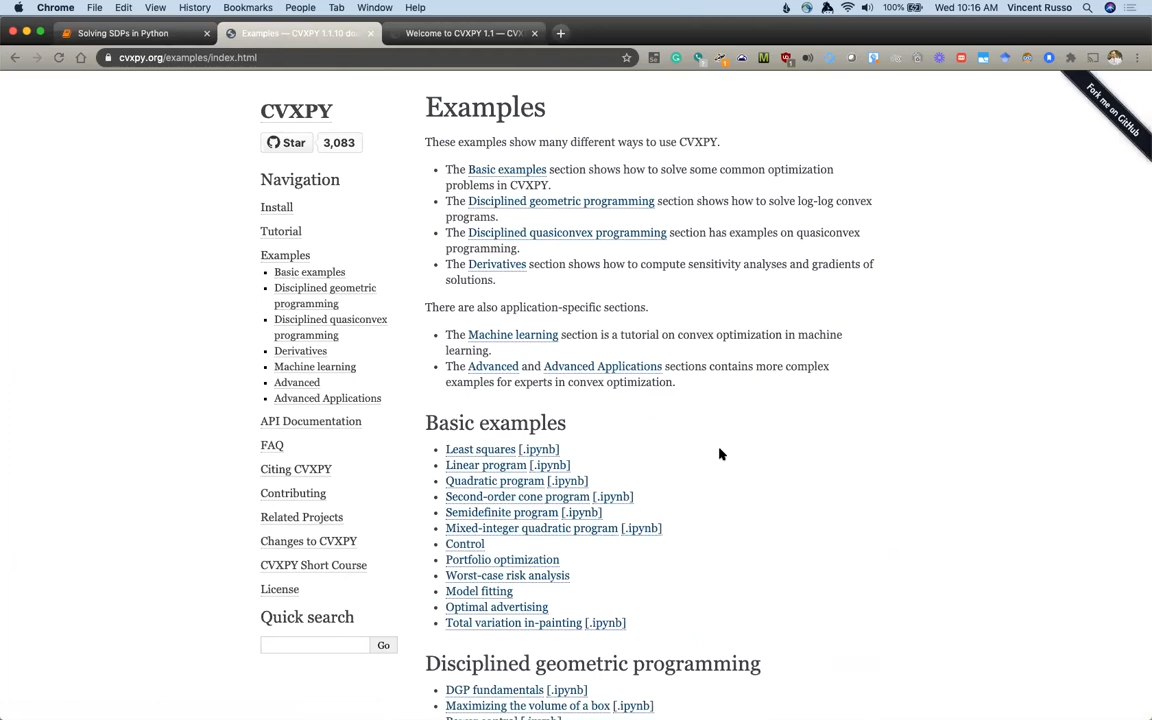 Chrome File Edit View History Bookmarks People Tab Window Help 100% Wed 10:16 AM Vincent Russo
Solving SDPs in Python
Examples — CVXPY 1.1.10 do
Welcome to CVXPY 1.1 — CVX
cvxpy.org/examples/index.html
Fork me on GitHub
CVXPY
Star 3,083
Navigation
Install
Tutorial
Examples
Basic examples
Disciplined geometric
programming
Disciplined quasiconvex
programming
Derivatives
Machine learning
Advanced
Advanced Applications
API Documentation
FAQ
Citing CVXPY
Contributing
Related Projects
Changes to CVXPY
CVXPY Short Course
License
Quick search
Go
Examples
These examples show many different ways to use CVXPY.
The Basic examples section shows how to solve some common optimization
problems in CVXPY.
The Disciplined geometric programming section shows how to solve log-log convex
programs.
The Disciplined quasiconvex programming section has examples on quasiconvex
programming.
The Derivatives section shows how to compute sensitivity analyses and gradients of
solutions.
There are also application-specific sections.
The Machine learning section is a tutorial on convex optimization in machine
learning.
The Advanced and Advanced Applications sections contains more complex
examples for experts in convex optimization.
Basic examples
Least squares [.ipynb]
Linear program [.ipynb]
Quadratic program [.ipynb]
Second-order cone program [.ipynb]
Semidefinite program [.ipynb]
Mixed-integer quadratic program [.ipynb]
Control
Portfolio optimization
Worst-case risk analysis
Model fitting
Optimal advertising
Total variation in-painting [.ipynb]
Disciplined geometric programming
DGP fundamentals [.ipynb]
Maximizing the volume of a box [.ipynb]